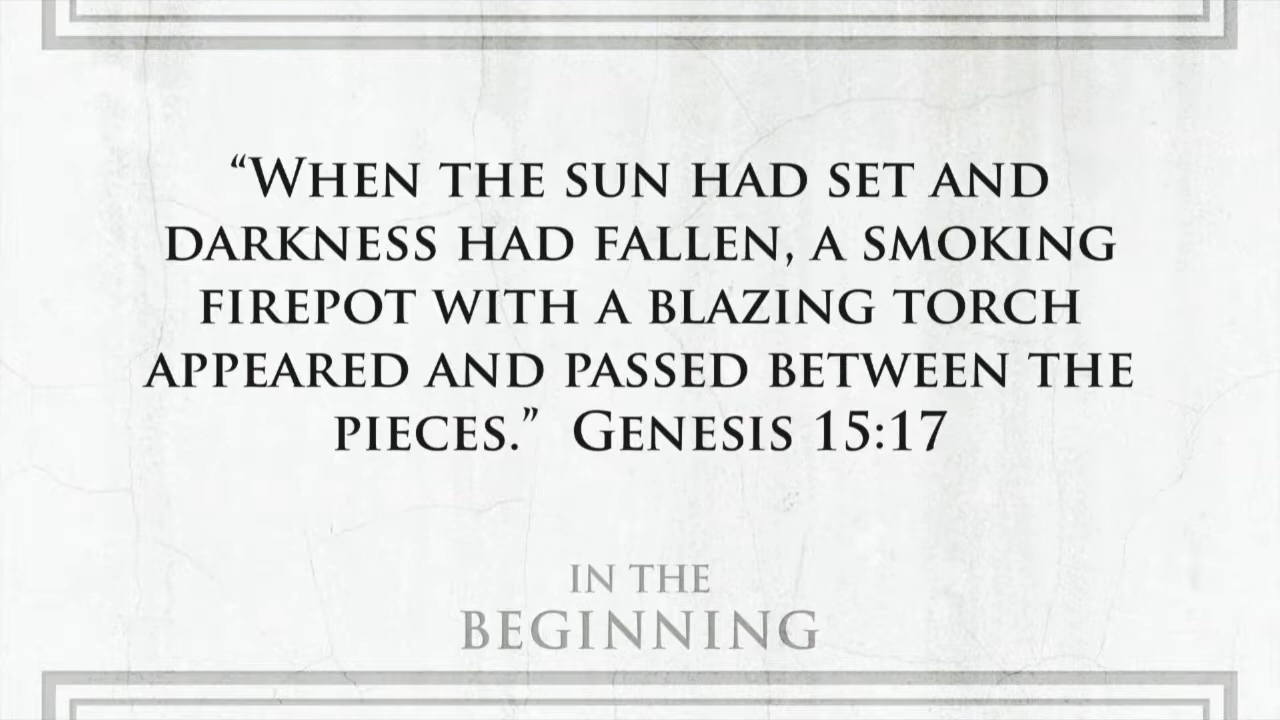 “When the sun had set and
darkness had fallen, a smoking
firepot with a blazing torch
appeared and passed between the
pieces.”  Genesis 15:17
IN THE
BEGINNING